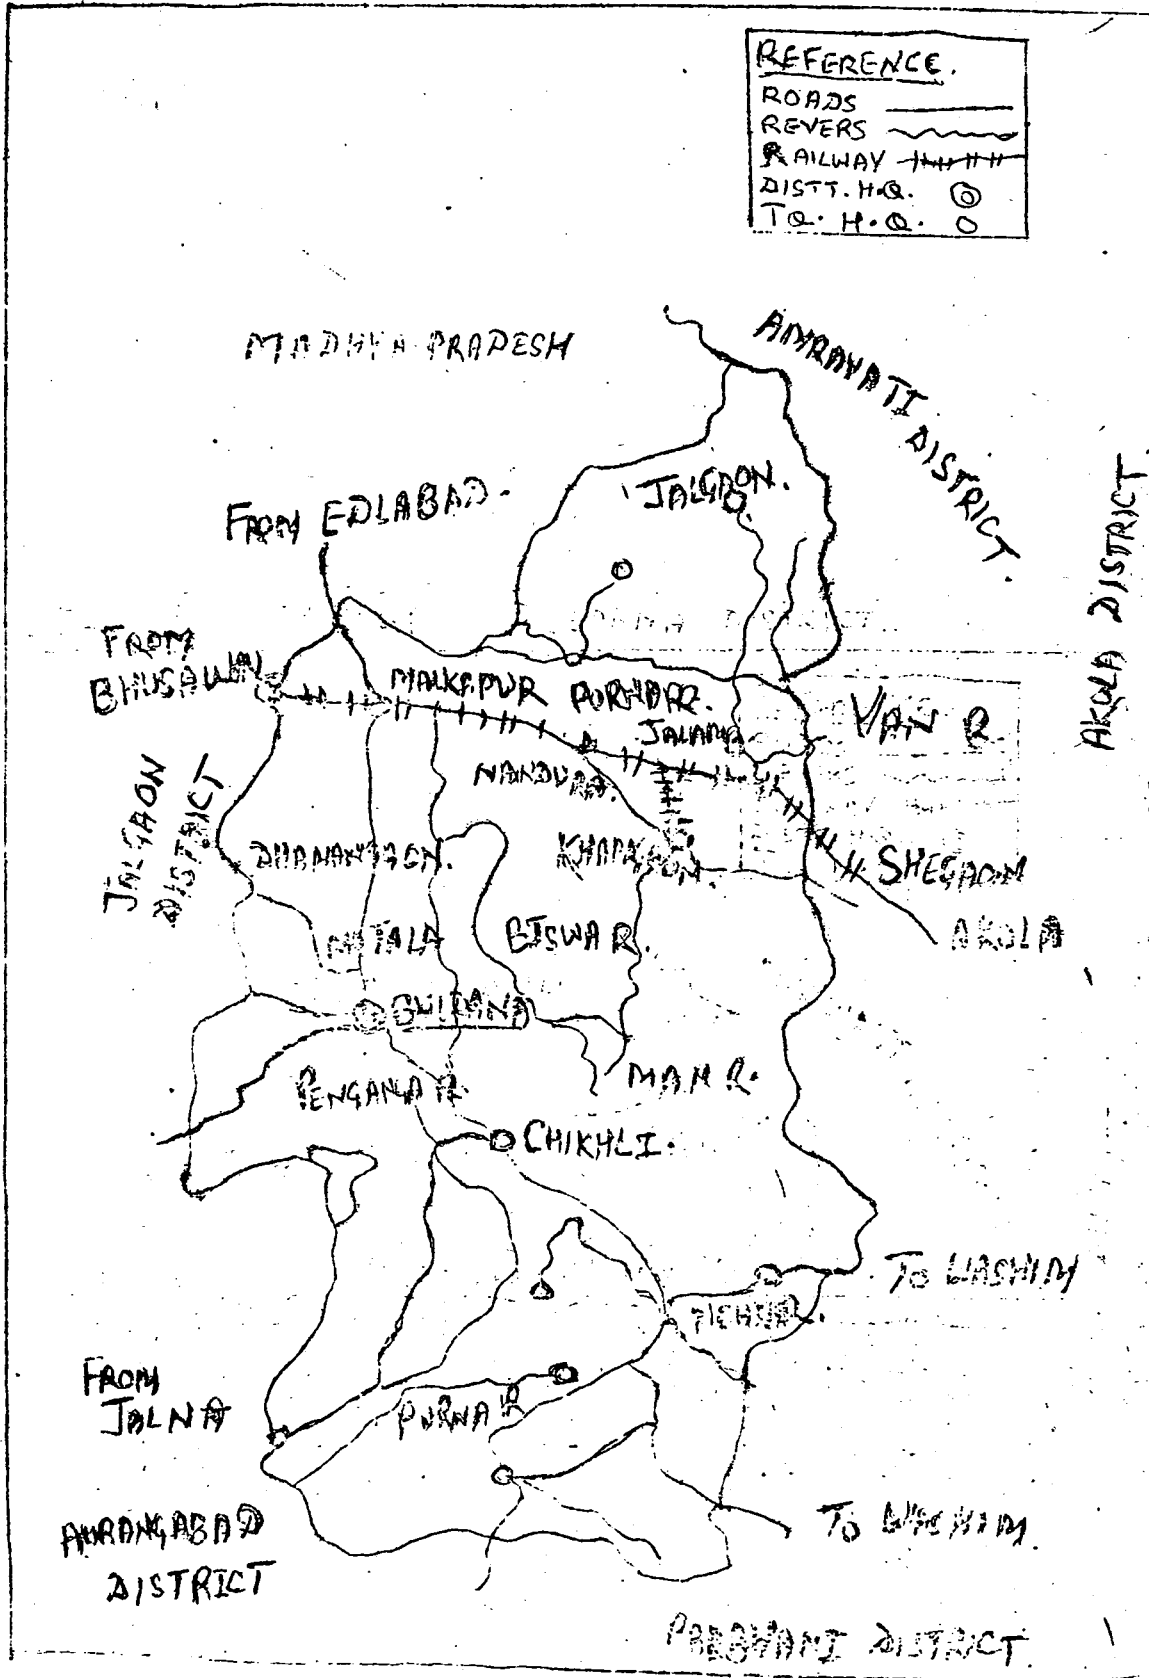 REFERENCE.
ROADS
REVERS
RAILWAY
DISTT. H.Q.
TQ. H.Q.
MADHYA PRADESH
AMRAVATI DISTRICT
AKOLA DISTRICT.
JALGAON.
FROM EDLABAD.
FROM
BHUSAWAL
MALKAPUR
PURNA R.
JALAMB
VAN R.
NANDURA.
JALGAON
DISTRICT
KHAMGAON.
SHEGAON
AKOLA
MOTALA
BISWA R.
BULDANA
PENGANGA R.
MAN R.
CHIKHLI.
TO WASHIM
FROM
JALNA
PURNA R
AURANGABAD
DISTRICT
TO WASHIM.
PARBHANI DISTRICT.